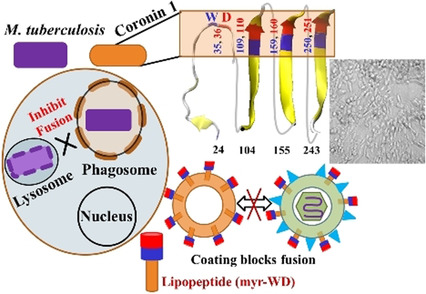 M. tuberculosis
Coronin 1
W D
35, 36
109, 110
159, 160
250, 251
24
104
155
243
Inhibit
Fusion
Lysosome
Phagosome
Nucleus
Coating blocks fusion
Lipopeptide (myr-WD)